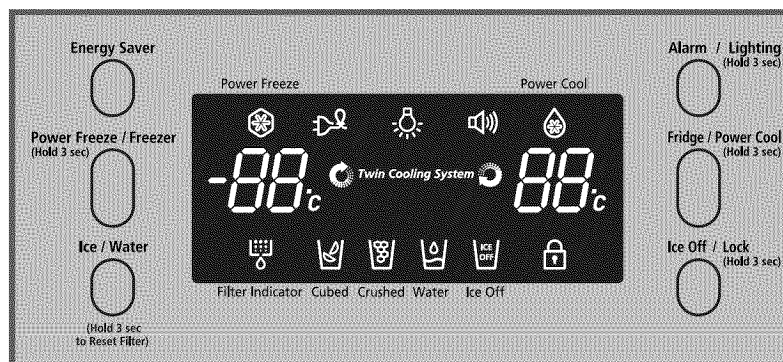 Energy Saver
Alarm / Lighting
(Hold 3 sec)
Power Freeze
Power Cool
Power Freeze / Freezer
(Hold 3 sec)
Fridge / Power Cool
(Hold 3 sec)
-88°C
Twin Cooling System
88°C
Ice / Water
ICE
OFF
Ice Off / Lock
(Hold 3 sec)
Filter Indicator Cubed Crushed Water Ice Off
(Hold 3 sec
to Reset Filter)